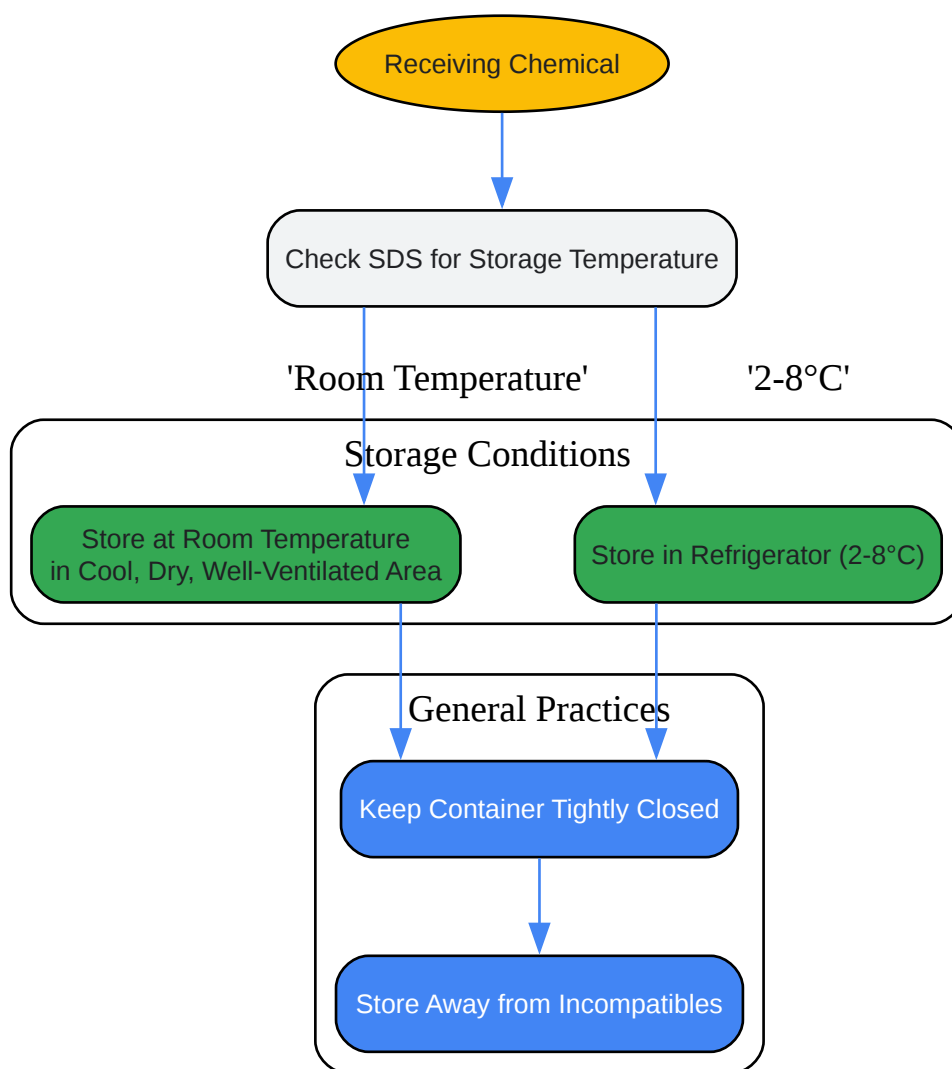 Receiving Chemical
Check SDS for Storage Temperature
'Room Temperature'
'2-8°C'
Storage Conditions
Store at Room Temperature
in Cool, Dry, Well-Ventilated Area
Store in Refrigerator (2-8°C)
General Practices
Keep Container Tightly Closed
Store Away from Incompatibles